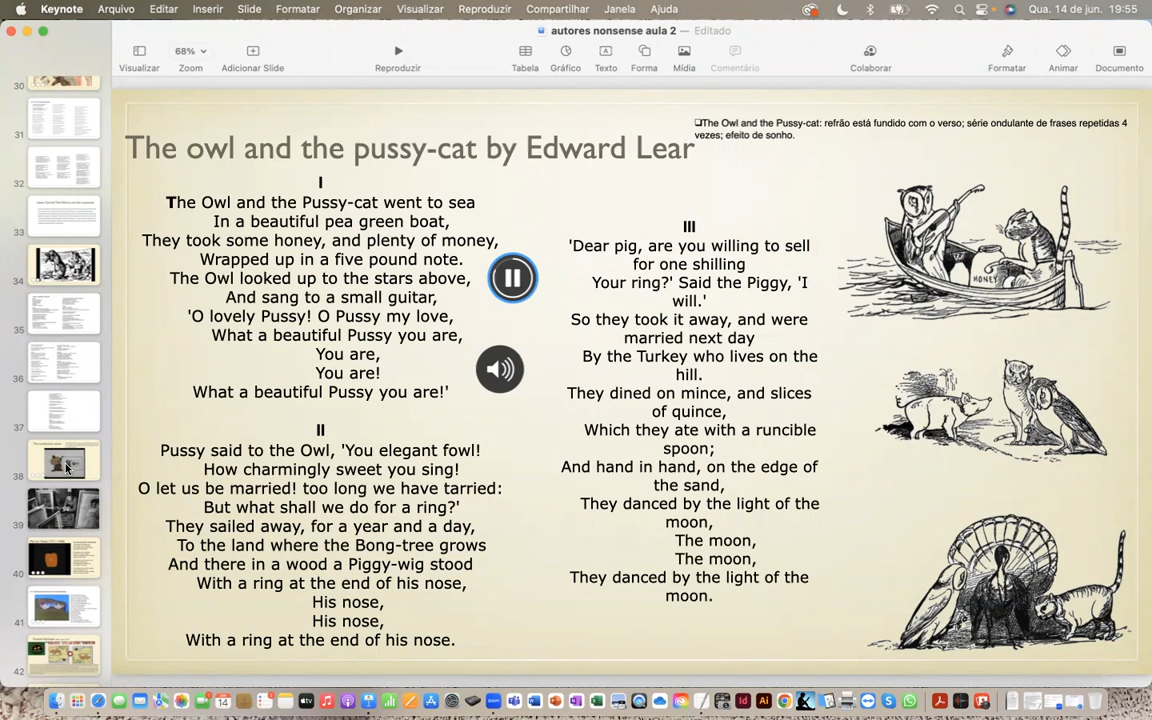 Keynote Arquivo Editar Inserir Slide Formatar Organizar Visualizar Reproduzir Compartilhar Janela Ajuda Qua. 14 de jun. 19:55
autores nonsense aula 2 — Editado
68%
Visualizar Zoom Adicionar Slide Reproduzir Tabela Gráfico Texto Forma Mídia Comentário Colaborar Formatar Animar Documento
30
31
32
33
34
35
36
37
38
39
40
41
42
❑The Owl and the Pussy-cat: refrão está fundido com o verso; série ondulante de frases repetidas 4
vezes; efeito de sonho.
The owl and the pussy-cat by Edward Lear
I
The Owl and the Pussy-cat went to sea
In a beautiful pea green boat,
They took some honey, and plenty of money,
Wrapped up in a five pound note.
The Owl looked up to the stars above,
And sang to a small guitar,
'O lovely Pussy! O Pussy my love,
What a beautiful Pussy you are,
You are,
You are!
What a beautiful Pussy you are!'
II
Pussy said to the Owl, 'You elegant fowl!
How charmingly sweet you sing!
O let us be married! too long we have tarried:
But what shall we do for a ring?'
They sailed away, for a year and a day,
To the land where the Bong-tree grows
And there in a wood a Piggy-wig stood
With a ring at the end of his nose,
His nose,
His nose,
With a ring at the end of his nose.
III
'Dear pig, are you willing to sell
for one shilling
Your ring?' Said the Piggy, 'I
will.'
So they took it away, and were
married next day
By the Turkey who lives on the
hill.
They dined on mince, and slices
of quince,
Which they ate with a runcible
spoon;
And hand in hand, on the edge of
the sand,
They danced by the light of the
moon,
The moon,
The moon,
They danced by the light of the
moon.
HONEY
14